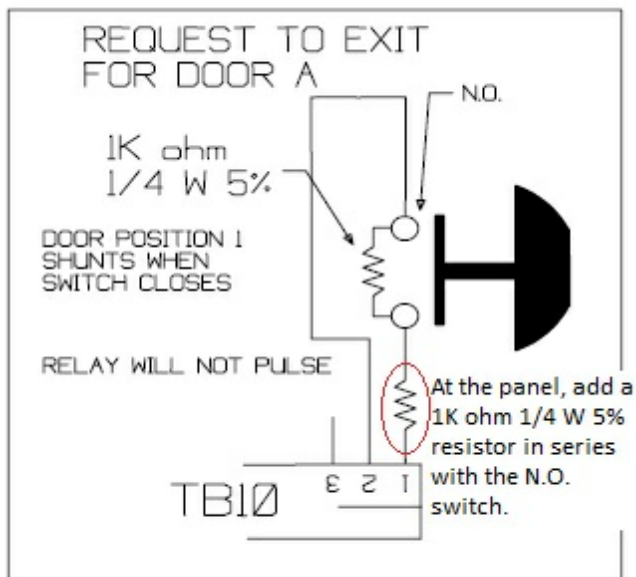 REQUEST TO EXIT
FOR DOOR A
N.O.
1K ohm
1/4 W 5%
DOOR POSITION 1
SHUNTS WHEN
SWITCH CLOSES
RELAY WILL NOT PULSE
At the panel, add a
1K ohm 1/4 W 5%
resistor in series
with the N.O.
switch.
3 2 1
TB10